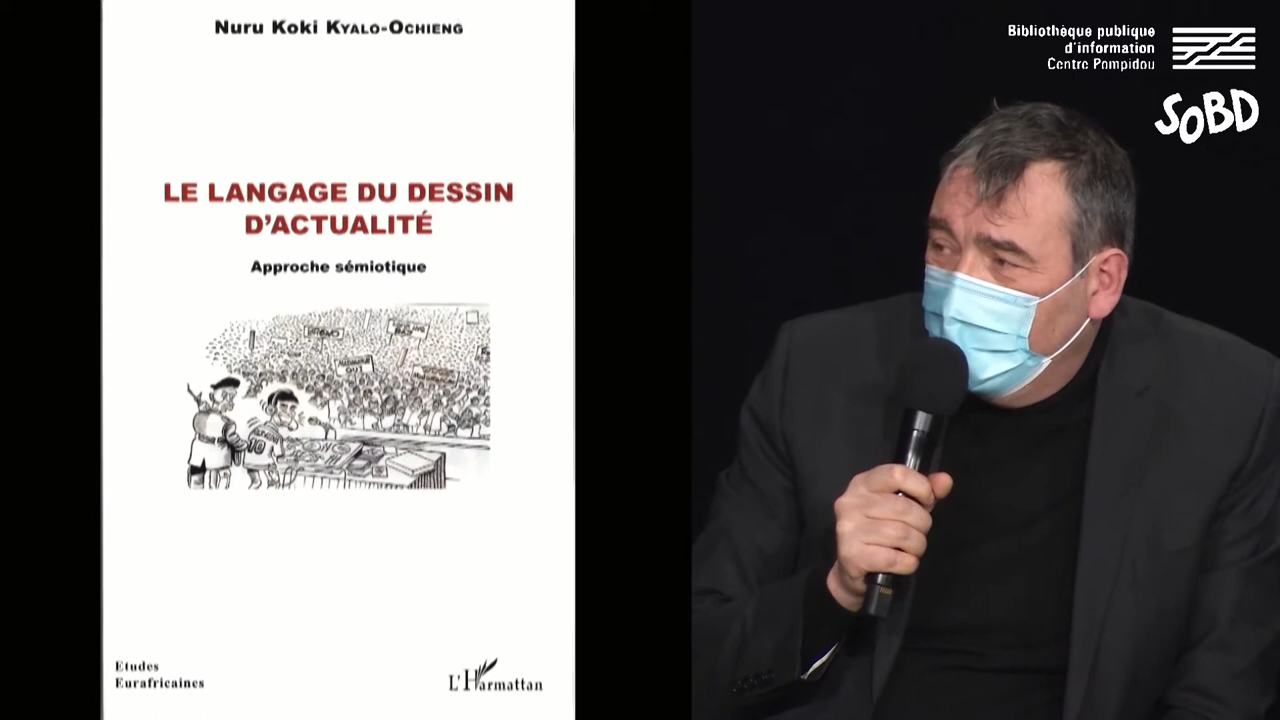 Nuru Koki KYALO-OCHIENG
LE LANGAGE DU DESSIN
D'ACTUALITÉ
Approche sémiotique
10
Etudes
Eurafricaines
L'Harmattan
Bibliothèque publique
d'information
Centre Pompidou
SOBD